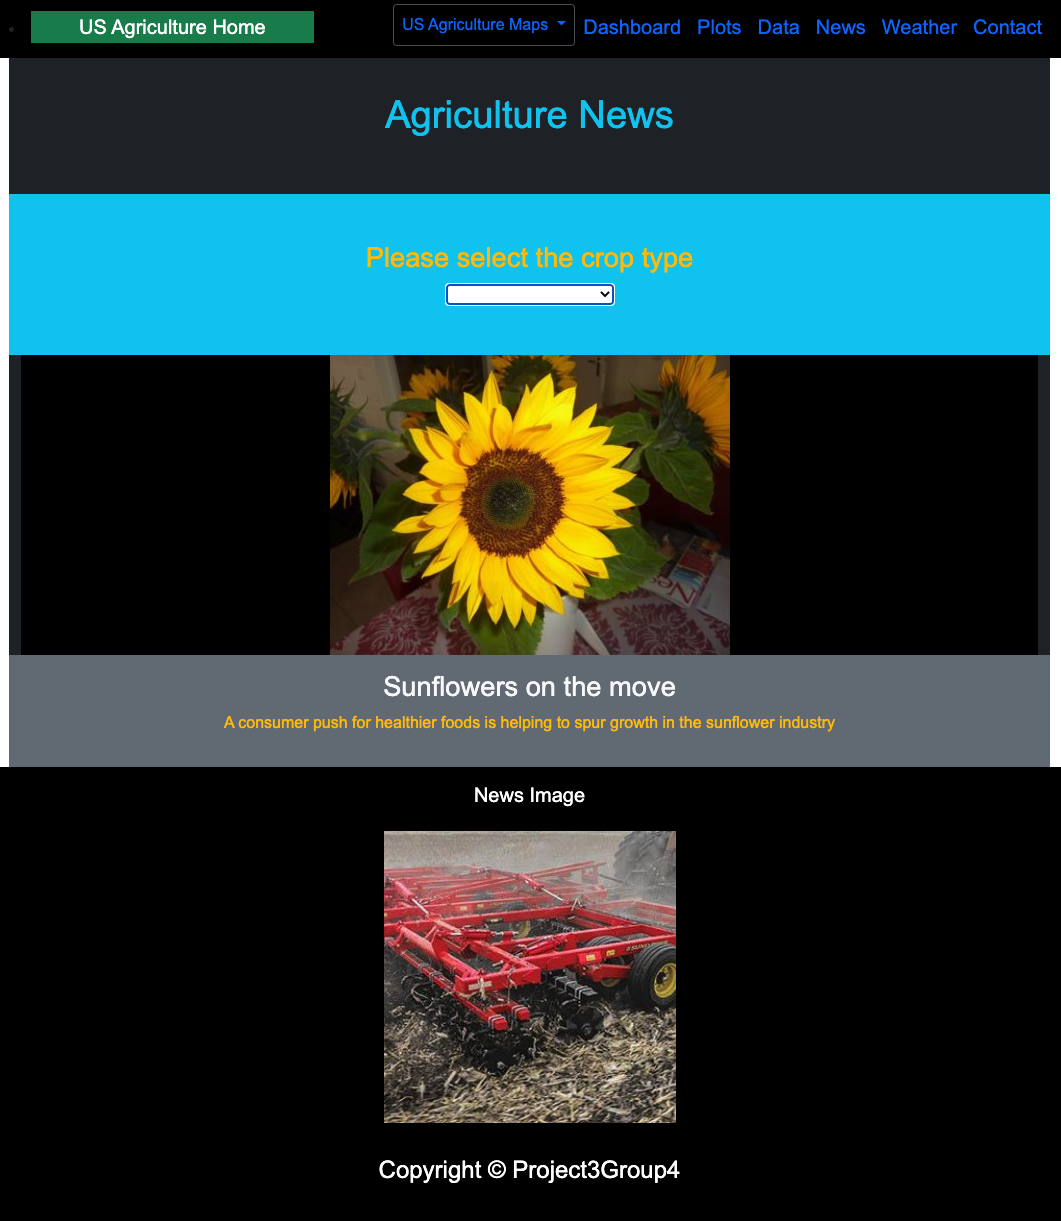 US Agriculture Home
US Agriculture Maps
Dashboard
Plots
Data
News
Weather
Contact
Agriculture News
Please select the crop type
Sunflowers on the move
A consumer push for healthier foods is helping to spur growth in the sunflower industry
News Image
Copyright © Project3Group4